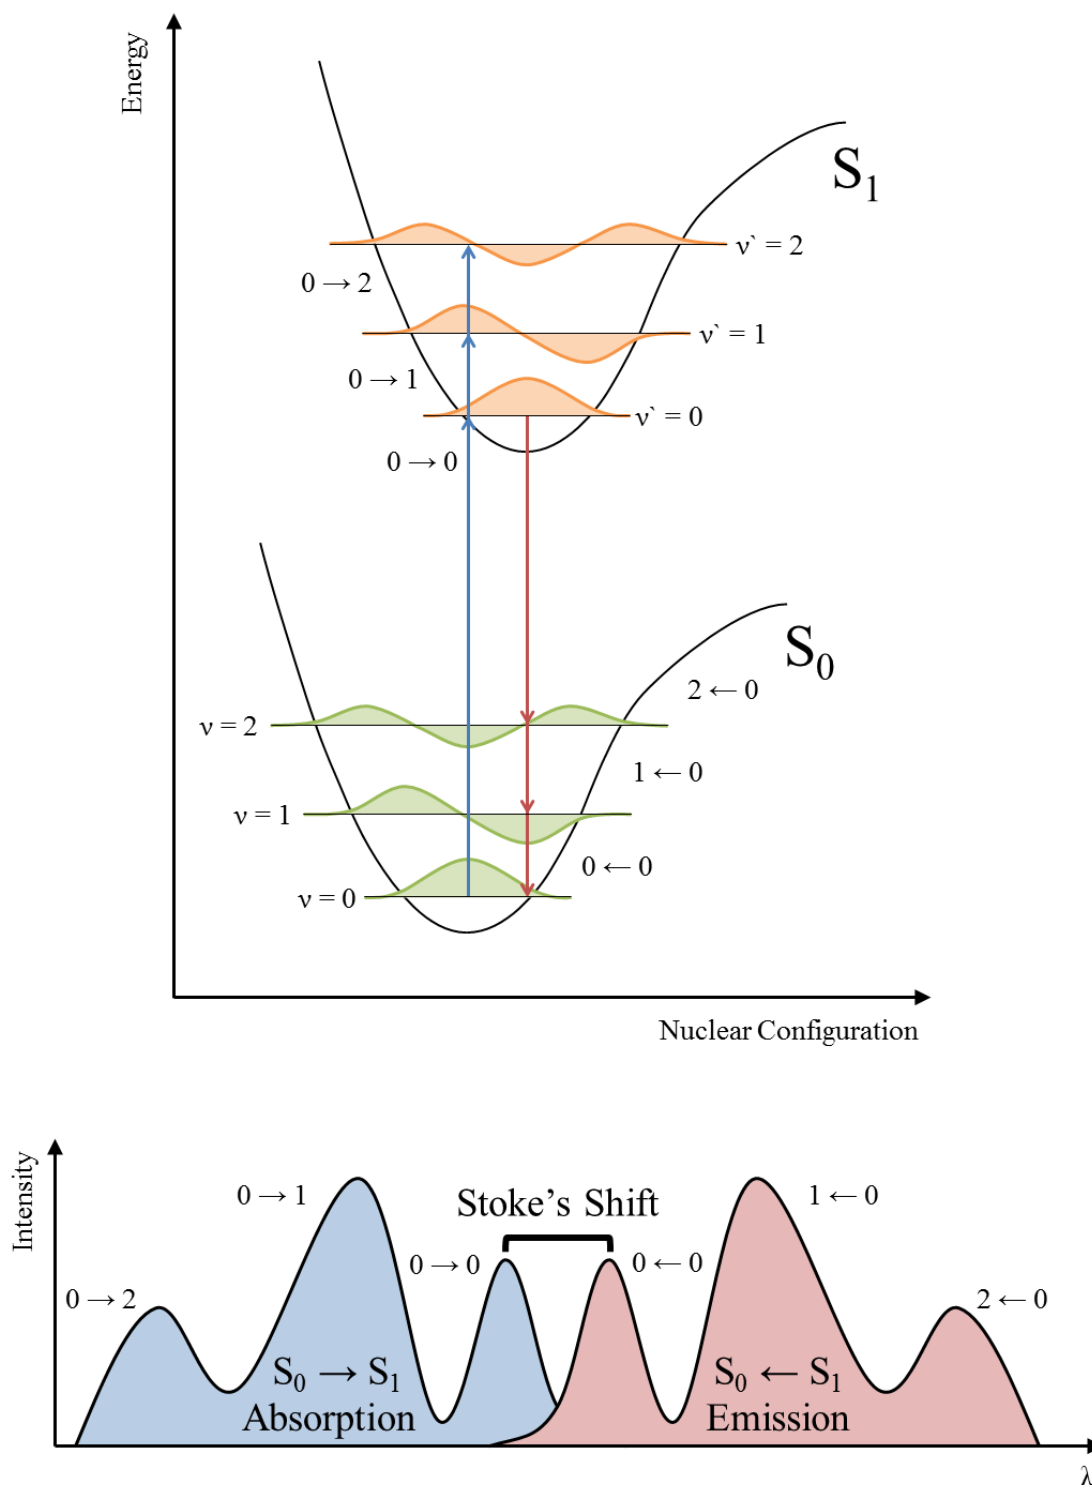 Energy
S₁
ν` = 2
0 → 2
ν` = 1
0 → 1
ν` = 0
0 → 0
S₀
2 ← 0
ν = 2
1 ← 0
ν = 1
0 ← 0
ν = 0
Nuclear Configuration
Intensity
0 → 1
Stoke’s Shift
1 ← 0
0 → 0
0 ← 0
0 → 2
2 ← 0
S₀ → S₁
Absorption
S₀ ← S₁
Emission
λ